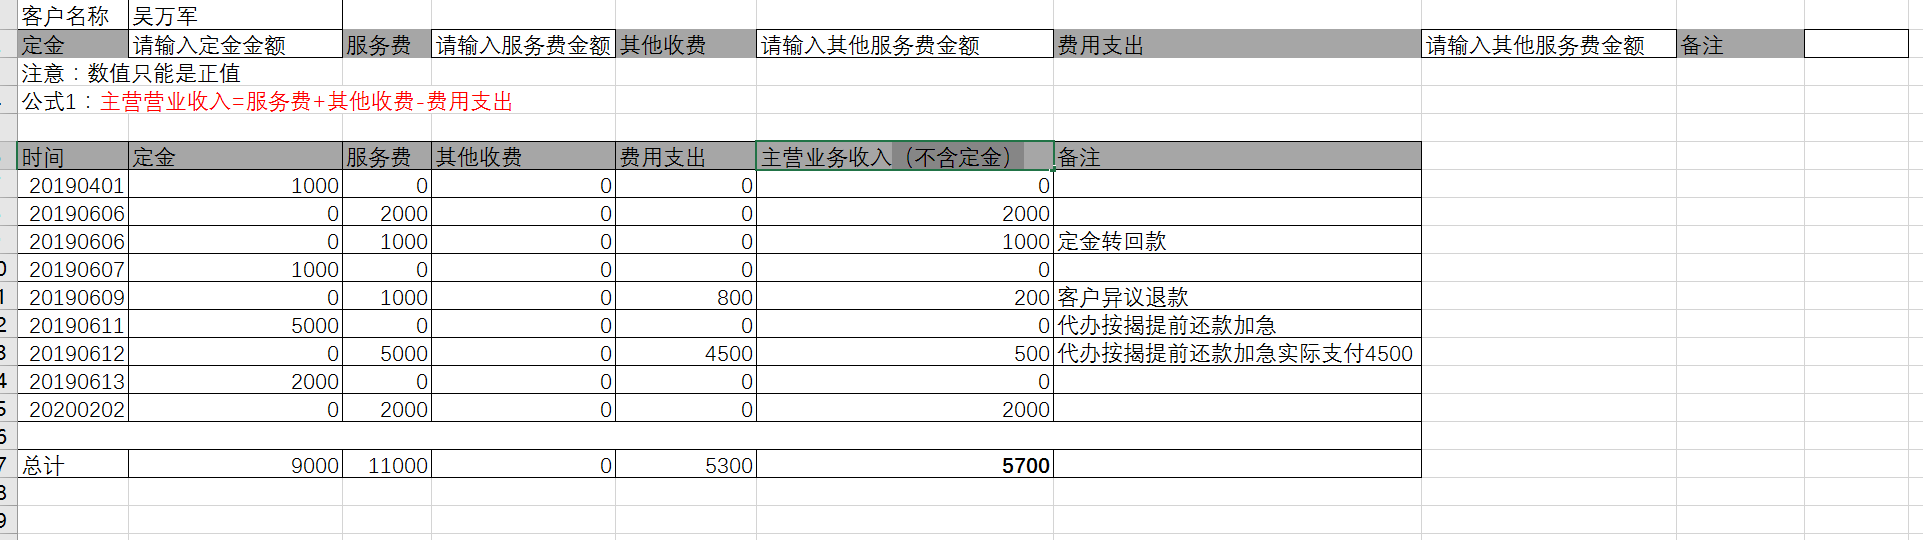 客户名称 吴万军
定金 请输入定金金额 服务费 请输入服务费金额 其他收费 请输入其他服务费金额 费用支出 请输入其他服务费金额 备注
注意：数值只能是正值
公式1：主营营业收入=服务费+其他收费-费用支出
时间 定金 服务费 其他收费 费用支出 主营业务收入（不含定金） 备注
20190401 1000 0 0 0 0
20190606 0 2000 0 0 2000
20190606 0 1000 0 0 1000 定金转回款
20190607 1000 0 0 0 0
20190609 0 1000 0 800 200 客户异议退款
20190611 5000 0 0 0 0 代办按揭提前还款加急
20190612 0 5000 0 4500 500 代办按揭提前还款加急实际支付4500
20190613 2000 0 0 0 0
20200202 0 2000 0 0 2000
总计 9000 11000 0 5300 5700